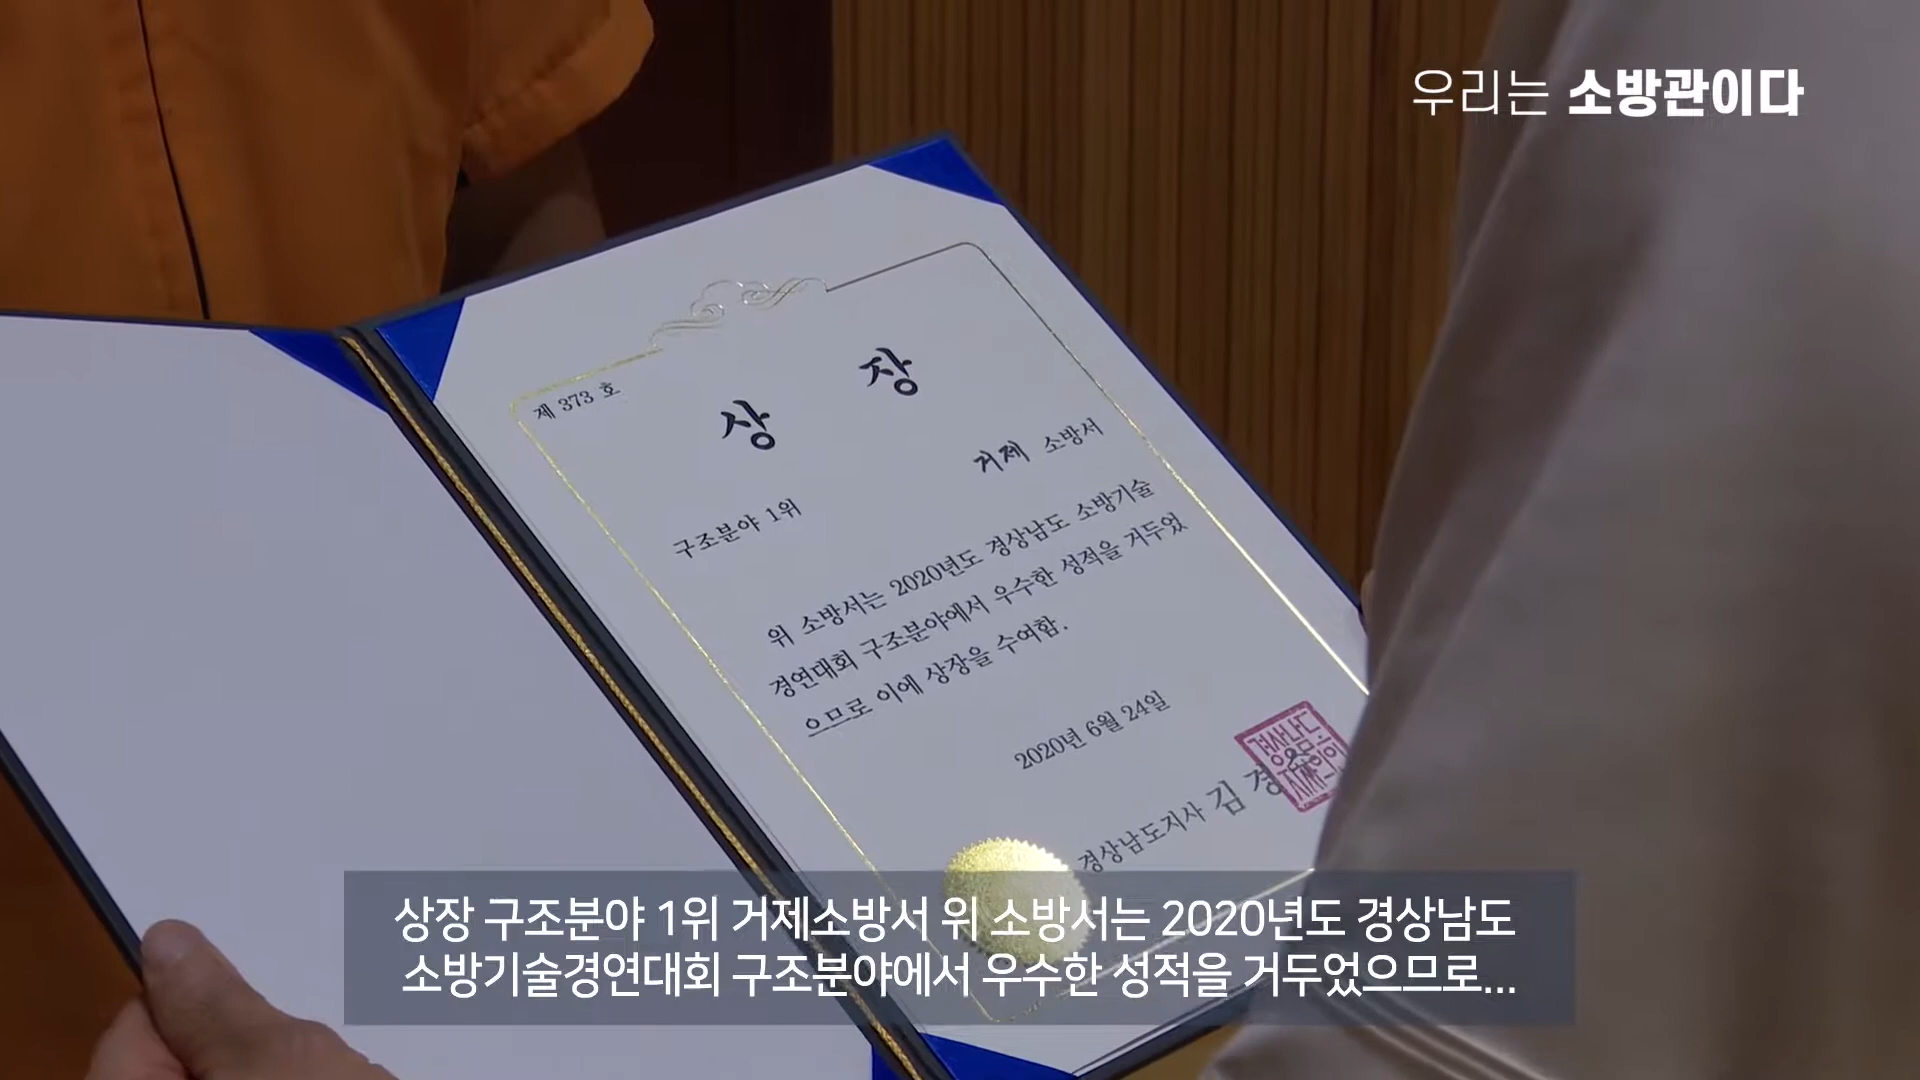 우리는 소방관이다
제 373 호
상 장
거제 소방서
구조분야 1위
위 소방서는 2020년도 경상남도 소방기술
경연대회 구조분야에서 우수한 성적을 거두었
으므로 이에 상장을 수여함.
2020년 6월 24일
경상남도지사 김 경
상장 구조분야 1위 거제소방서 위 소방서는 2020년도 경상남도
소방기술경연대회 구조분야에서 우수한 성적을 거두었으므로...